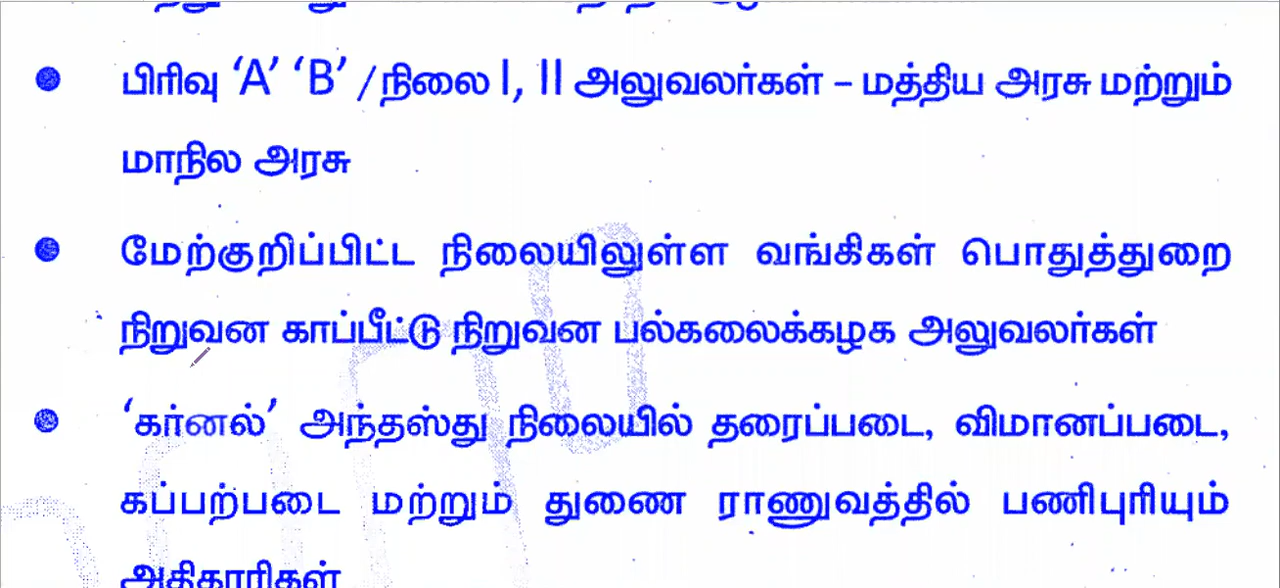 ● பிரிவு ‘A’ ‘B’ / நிலை I, II அலுவலர்கள் – மத்திய அரசு மற்றும்
மாநில அரசு
● மேற்குறிப்பிட்ட நிலையிலுள்ள வங்கிகள் பொதுத்துறை
நிறுவன காப்பீட்டு நிறுவன பல்கலைக்கழக அலுவலர்கள்
● ‘கர்னல்’ அந்தஸ்து நிலையில் தரைப்படை, விமானப்படை,
கப்பற்படை மற்றும் துணை ராணுவத்தில் பணிபுரியும்
அதிகாரிகள்